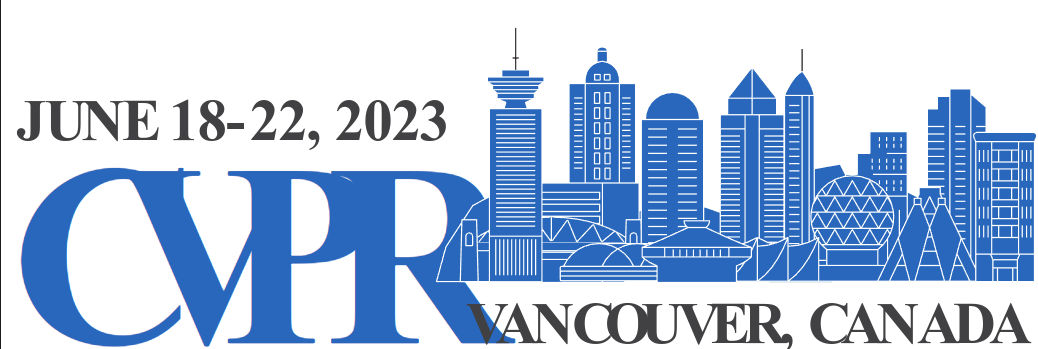 JUNE 18-22, 2023
CVPR
VANCOUVER, CANADA